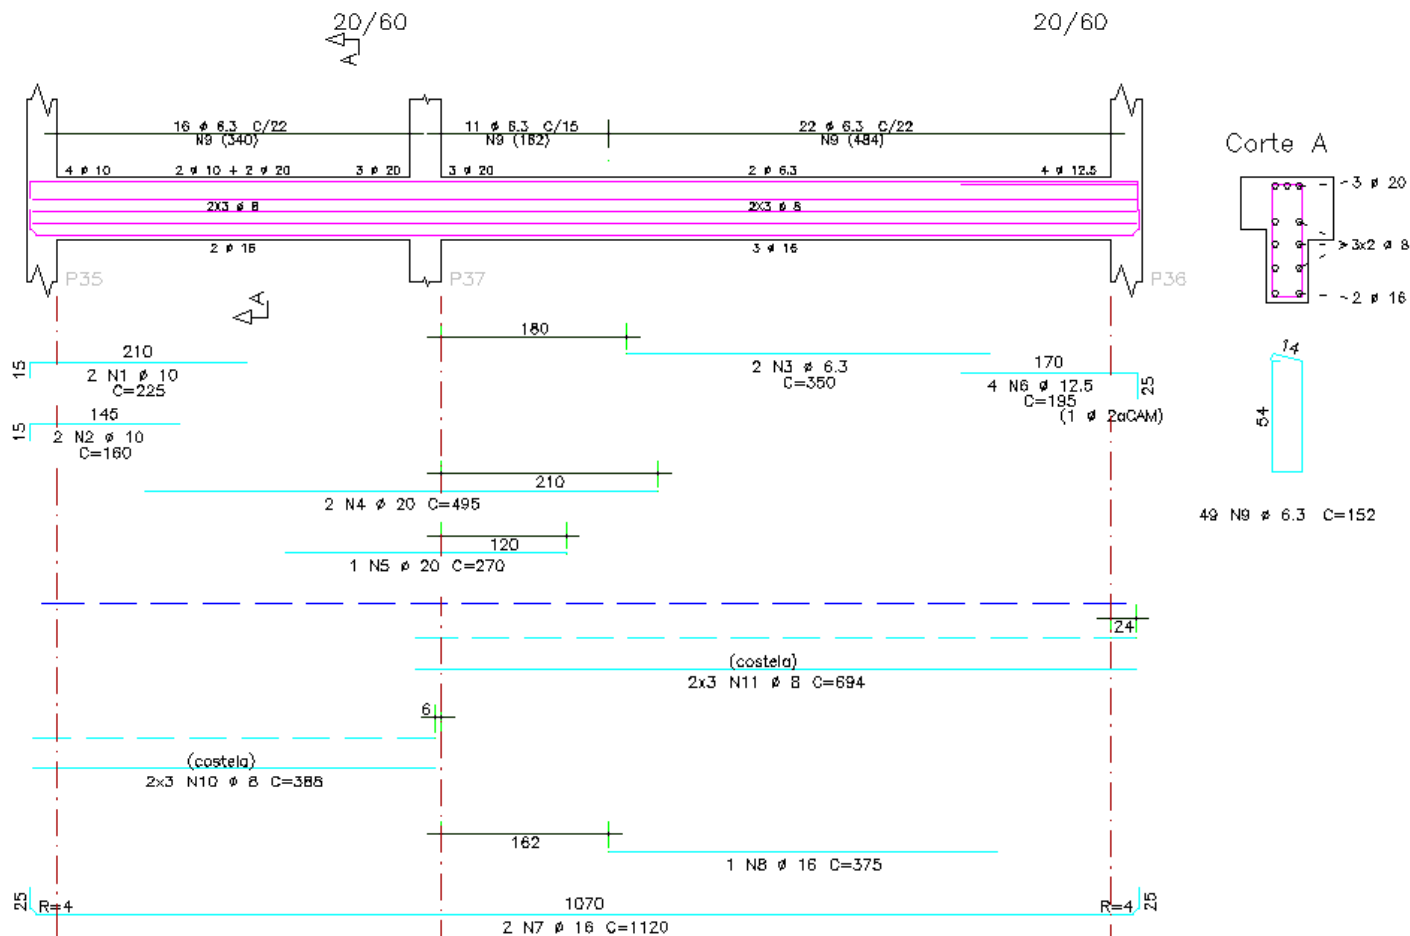 20/60
20/60
A
16 ø 6.3 C/22
N9 (340)
11 ø 6.3 C/15
N9 (162)
22 ø 6.3 C/22
N9 (484)
Corte A
4 ø 10
2 ø 10 + 2 ø 20
3 ø 20
3 ø 20
2 ø 6.3
4 ø 12.5
3 ø 20
2X3 ø 8
2X3 ø 8
3x2 ø 8
2 ø 16
3 ø 16
2 ø 16
P35
P37
P36
A
180
14
210
15
2 N1 ø 10
C=225
2 N3 ø 6.3
C=350
170
4 N6 ø 12.5
C=195
(1 ø 2aCAM)
25
145
15
2 N2 ø 10
C=160
54
210
2 N4 ø 20 C=495
49 N9 ø 6.3 C=152
120
1 N5 ø 20 C=270
24
(costela)
2x3 N11 ø 8 C=694
6
(costela)
2x3 N10 ø 8 C=388
162
1 N8 ø 16 C=375
25
R=4
1070
2 N7 ø 16 C=1120
R=4
25